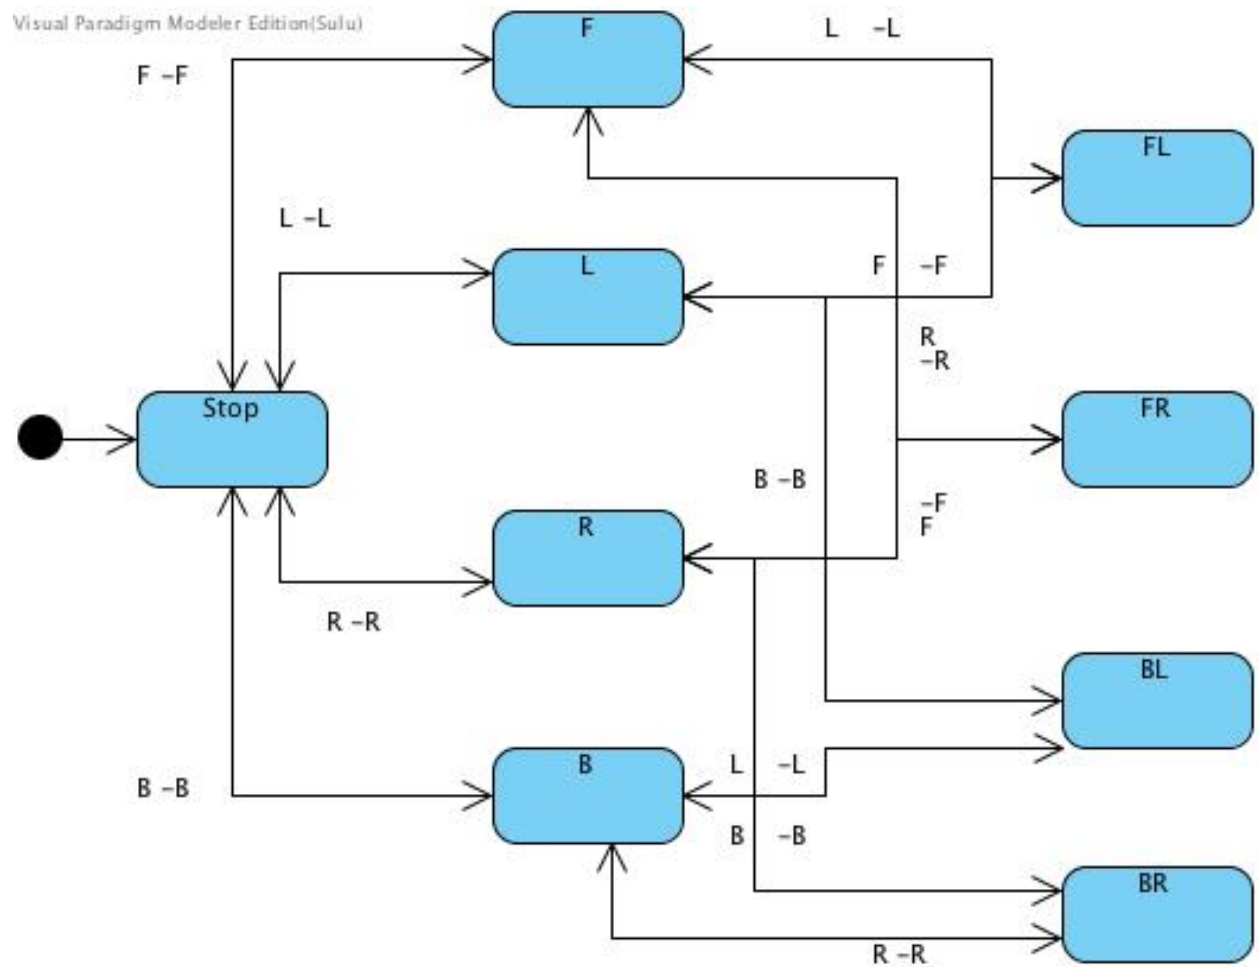 Visual Paradigm Modeler Edition(Sulu)
F
L –L
F –F
FL
L –L
L
F –F
R
–R
Stop
FR
B –B
–F
F
R
R –R
BL
B
L –L
B –B
B –B
BR
R –R